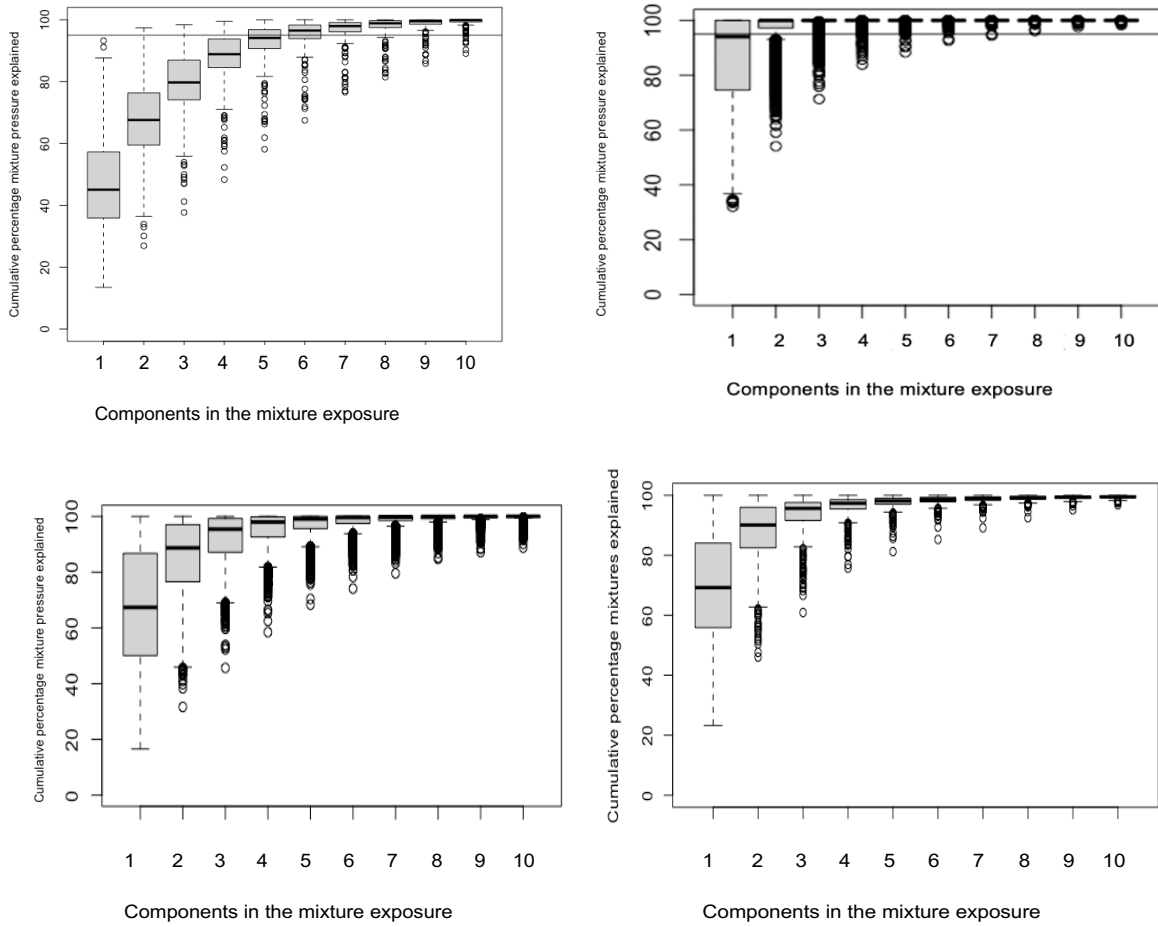 Cumulative percentage mixture pressure explained
100
80
60
40
20
0
1 2 3 4 5 6 7 8 9 10
Components in the mixture exposure
Cumulative percentage mixture pressure explained
100
80
60
40
20
0
1 2 3 4 5 6 7 8 9 10
Components in the mixture exposure
Cumulative percentage mixture pressure explained
100
80
60
40
20
0
1 2 3 4 5 6 7 8 9 10
Components in the mixture exposure
Cumulative percentage mixtures explained
100
80
60
40
20
0
1 2 3 4 5 6 7 8 9 10
Components in the mixture exposure